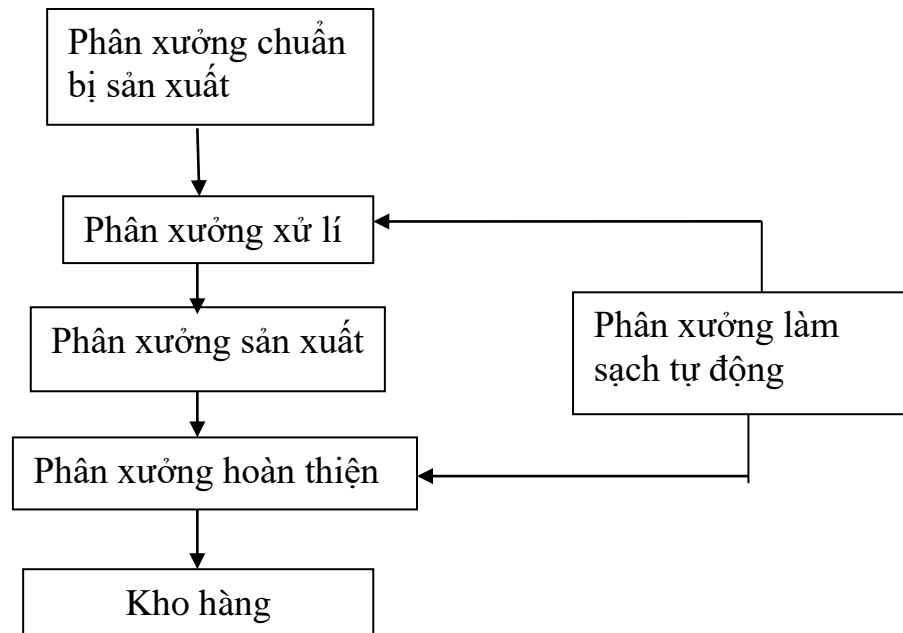 Phân xưởng chuẩn
bị sản xuất
Phân xưởng xử lí
Phân xưởng sản xuất
Phân xưởng làm
sạch tự động
Phân xưởng hoàn thiện
Kho hàng